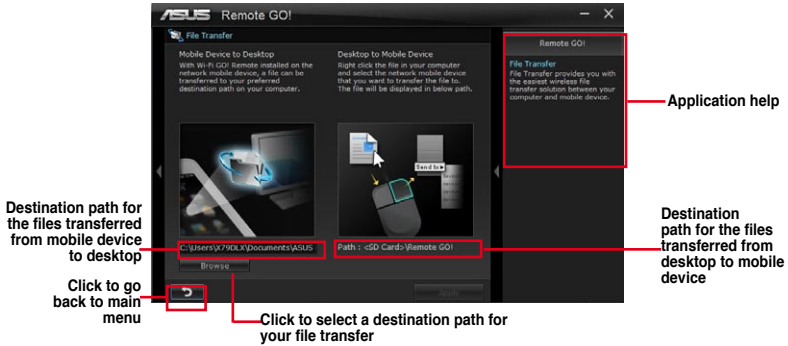 ASUS Remote GO!
File Transfer
Mobile Device to Desktop
With Wi-Fi GO! Remote installed on the
network mobile device, a file can be
transferred to your preferred
destination path on your computer.
Desktop to Mobile Device
Right click the file in your computer
and select the network mobile device
that you want to transfer the file to.
The file will be displayed in below path.
Send to
C:\Users\X79DLX\Documents\ASUS
Path : <SD Card>\Remote GO!
Browse
Apply
Remote GO!
File Transfer
File Transfer provides you with
the easiest wireless file
transfer solution between your
computer and mobile device.
Application help
Destination path for
the files transferred
from mobile device
to desktop
Click to go
back to main
menu
Click to select a destination path for
your file transfer
Destination
path for the files
transferred from
desktop to mobile
device